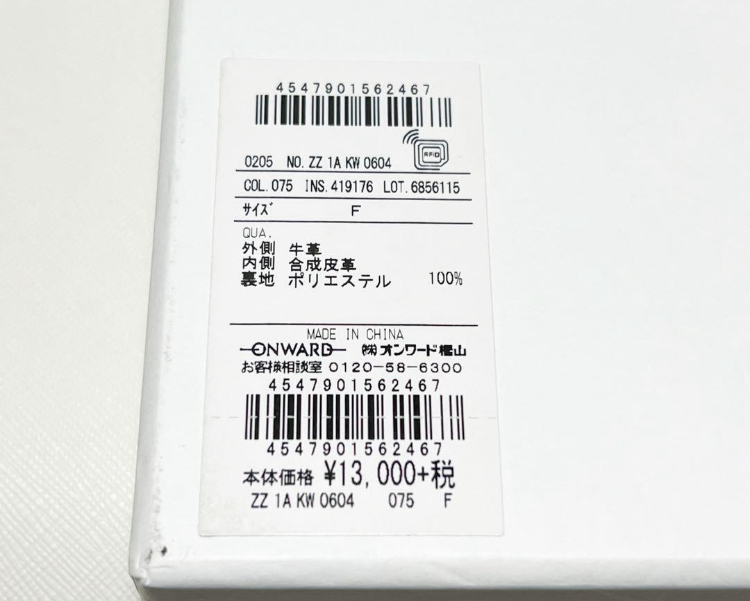 4547901562467
RFID
0205 NO. ZZ 1A KW 0604
COL. 075 INS. 419176 LOT. 6856115
ｻｲｽﾞ F
QUA.
外側 牛革
内側 合成皮革
裏地 ポリエステル 100%
MADE IN CHINA
ONWARD ㈱オンワード樫山
お客様相談室 0120-58-6300
4547901562467
4547901562467
本体価格 ¥13,000+税
ZZ 1A KW 0604 075 F